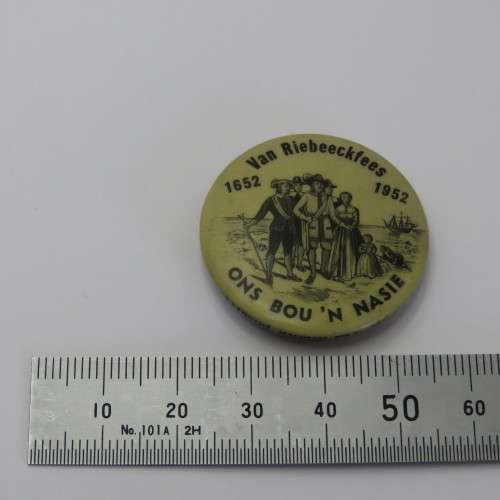 Van Riebeeckfees
1652 1952
ONS BOU 'N NASIE
10 20 30 40 50 60
No. 101A 2H